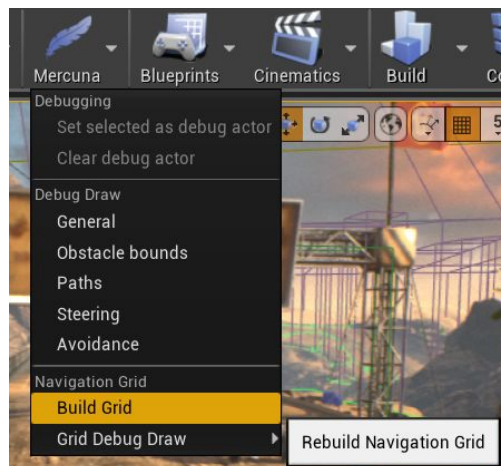 Mercuna
Blueprints
Cinematics
Build
Debugging
Set selected as debug actor
Clear debug actor
Debug Draw
General
Obstacle bounds
Paths
Steering
Avoidance
Navigation Grid
Build Grid
Grid Debug Draw
Rebuild Navigation Grid